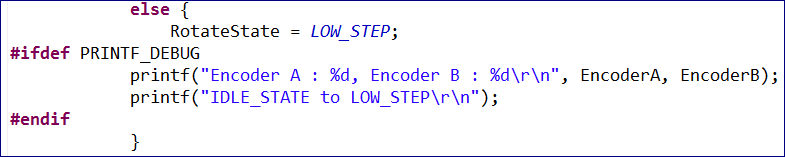 else {
RotateState = LOW_STEP;
#ifdef PRINTF_DEBUG
printf("Encoder A : %d, Encoder B : %d\r\n", EncoderA, EncoderB);
printf("IDLE_STATE to LOW_STEP\r\n");
#endif
}